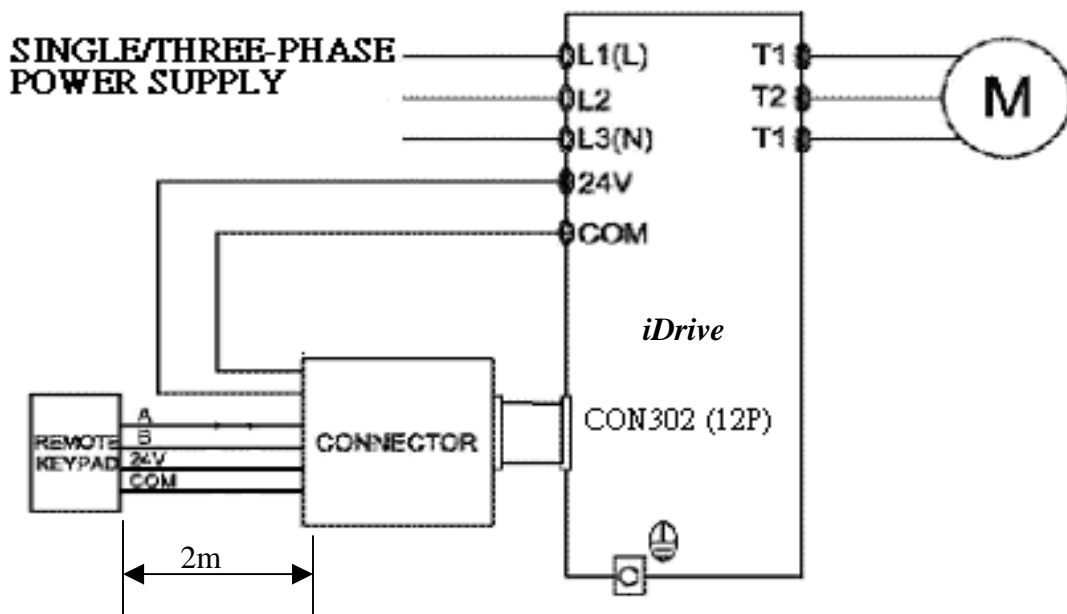 SINGLE/THREE-PHASE
POWER SUPPLY
L1(L)
L2
L3(N)
24V
COM
T1
T2
T1
M
iDrive
CON302 (12P)
CONNECTOR
REMOTE
KEYPAD
A
B
24V
COM
2m
C